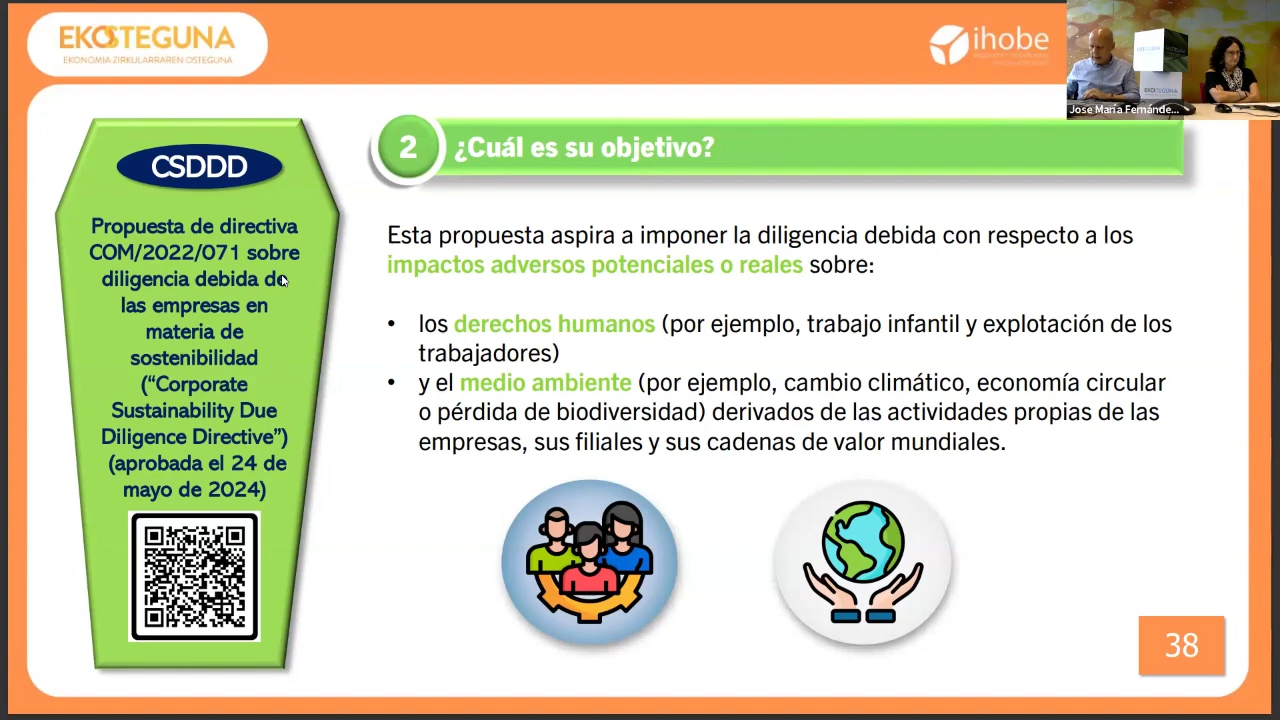 EKOSTEGUNA
EKONOMIA ZIRKULARRAREN OSTEGUNA
ihobe
EKOSTEGUNA
EKOSTEGUNA
Jose María Fernánde...
CSDDD
Propuesta de directiva
COM/2022/071 sobre
diligencia debida de
las empresas en
materia de
sostenibilidad
(“Corporate
Sustainability Due
Diligence Directive”)
(aprobada el 24 de
mayo de 2024)
2
¿Cuál es su objetivo?
Esta propuesta aspira a imponer la diligencia debida con respecto a los
impactos adversos potenciales o reales sobre:
• los derechos humanos (por ejemplo, trabajo infantil y explotación de los
trabajadores)
• y el medio ambiente (por ejemplo, cambio climático, economía circular
o pérdida de biodiversidad) derivados de las actividades propias de las
empresas, sus filiales y sus cadenas de valor mundiales.
38